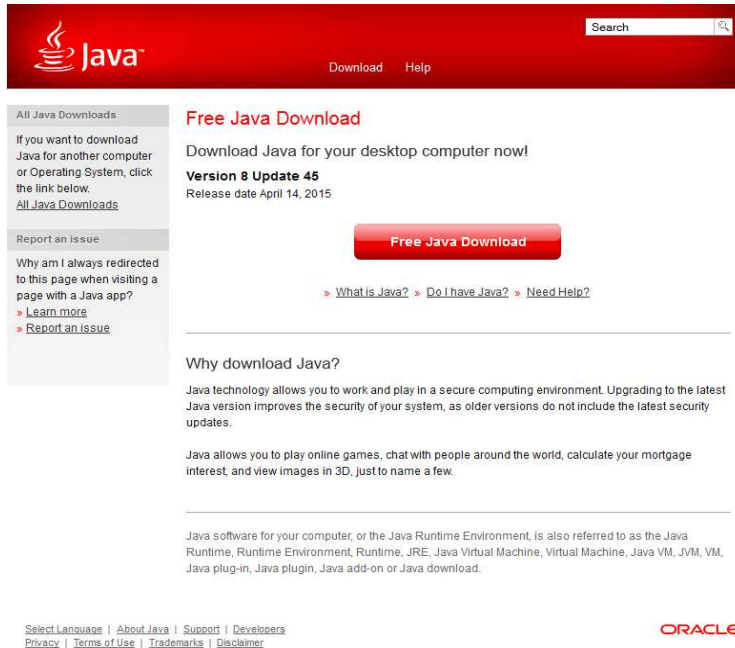 Java™
Search
Download Help
All Java Downloads
If you want to download
Java for another computer
or Operating System, click
the link below.
All Java Downloads
Report an issue
Why am I always redirected
to this page when visiting a
page with a Java app?
» Learn more
» Report an issue
Free Java Download
Download Java for your desktop computer now!
Version 8 Update 45
Release date April 14, 2015
Free Java Download
» What is Java? » Do I have Java? » Need Help?
Why download Java?
Java technology allows you to work and play in a secure computing environment. Upgrading to the latest
Java version improves the security of your system, as older versions do not include the latest security
updates.
Java allows you to play online games, chat with people around the world, calculate your mortgage
interest, and view images in 3D, just to name a few.
Java software for your computer, or the Java Runtime Environment, is also referred to as the Java
Runtime, Runtime Environment, Runtime, JRE, Java Virtual Machine, Virtual Machine, Java VM, JVM, VM,
Java plug-in, Java plugin, Java add-on or Java download.
Select Language | About Java | Support | Developers
Privacy | Terms of Use | Trademarks | Disclaimer
ORACLE